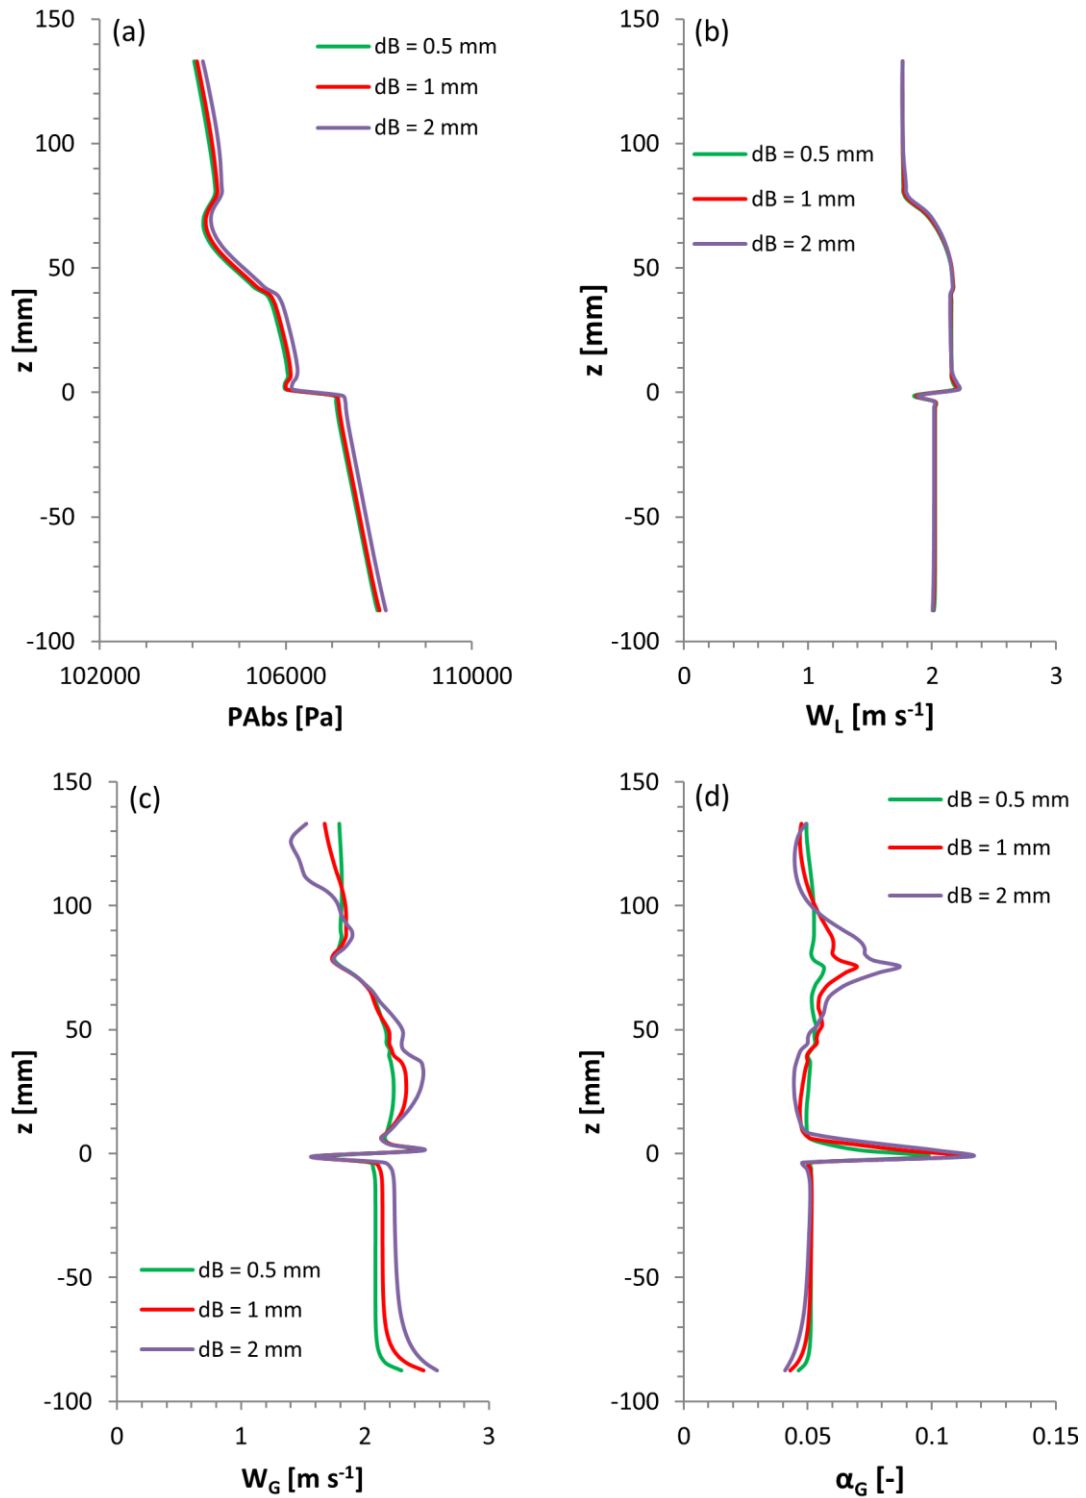 (a)
150
100
50
0
-50
-100
102000 106000 110000
z [mm]
PAbs [Pa]
dB = 0.5 mm
dB = 1 mm
dB = 2 mm
(b)
150
100
50
0
-50
-100
0 1 2 3
z [mm]
W_L [m s⁻¹]
dB = 0.5 mm
dB = 1 mm
dB = 2 mm
(c)
150
100
50
0
-50
-100
0 1 2 3
z [mm]
W_G [m s⁻¹]
dB = 0.5 mm
dB = 1 mm
dB = 2 mm
(d)
150
100
50
0
-50
-100
0 0.05 0.1 0.15
z [mm]
α_G [-]
dB = 0.5 mm
dB = 1 mm
dB = 2 mm